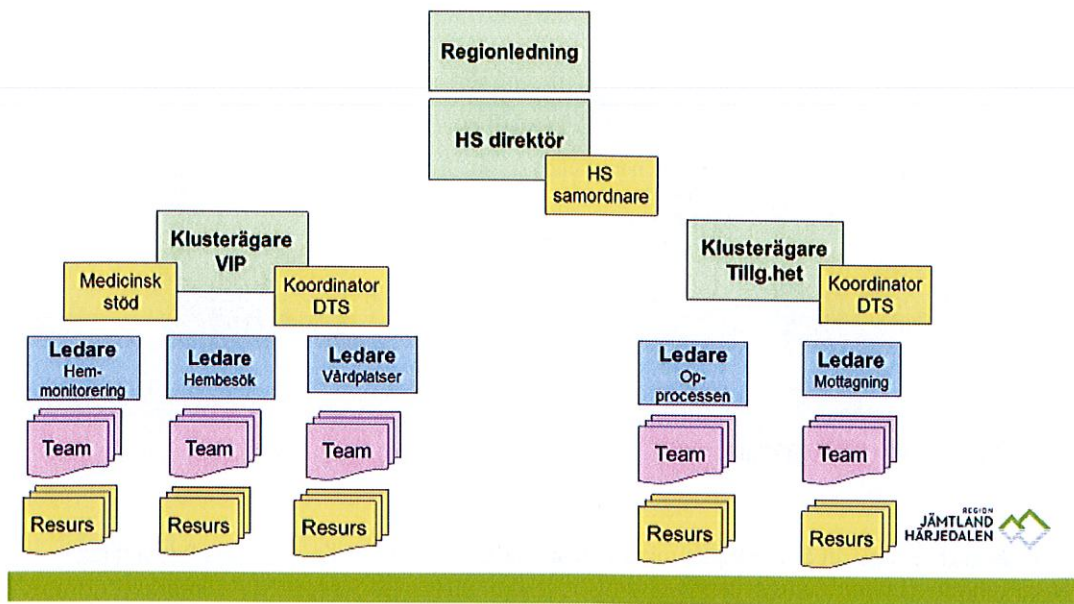 Regionledning
HS direktör
HS
samordnare
Klusterägare
VIP
Medicinsk
stöd
Koordinator
DTS
Klusterägare
Tillg.het
Koordinator
DTS
Ledare
Hem-
monitorering
Ledare
Hembesök
Ledare
Vårdplatser
Ledare
Op-
processen
Ledare
Mottagning
Team
Team
Team
Team
Team
Resurs
Resurs
Resurs
Resurs
Resurs
REGION
JÄMTLAND
HÄRJEDALEN